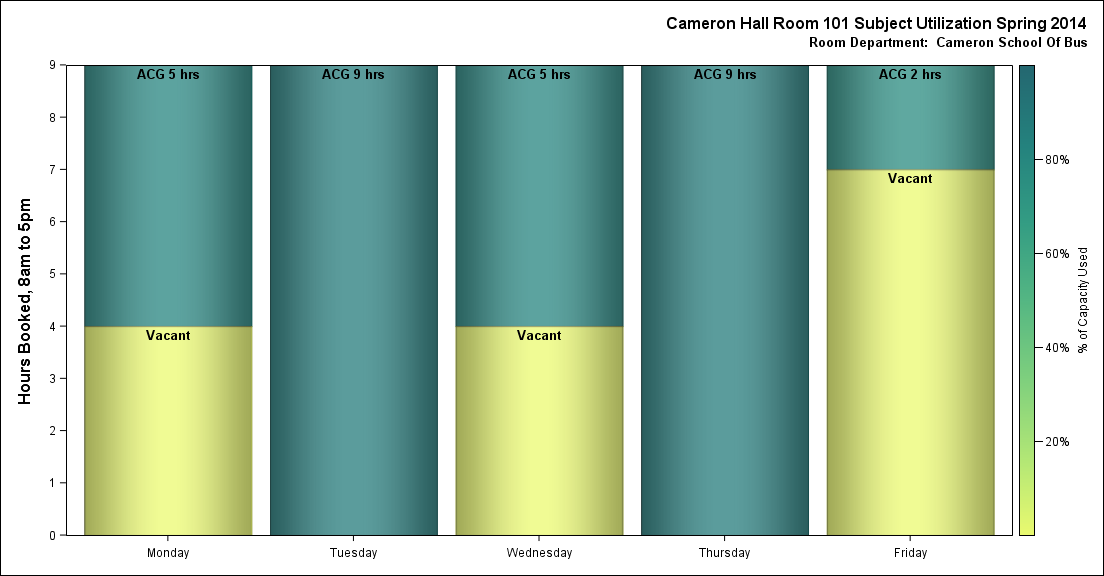 Cameron Hall Room 101 Subject Utilization Spring 2014
Room Department:  Cameron School Of Bus
Hours Booked, 8am to 5pm
9
8
7
6
5
4
3
2
1
0
ACG 5 hrs
ACG 9 hrs
ACG 5 hrs
ACG 9 hrs
ACG 2 hrs
Vacant
Vacant
Vacant
Monday
Tuesday
Wednesday
Thursday
Friday
80%
60%
40%
20%
% of Capacity Used